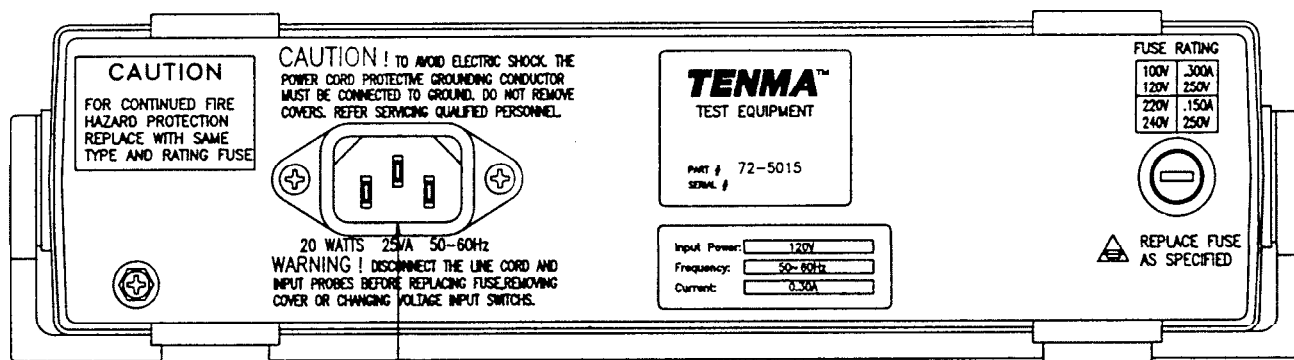 CAUTION
FOR CONTINUED FIRE
HAZARD PROTECTION
REPLACE WITH SAME
TYPE AND RATING FUSE
CAUTION ! TO AVOID ELECTRIC SHOCK. THE
POWER CORD PROTECTIVE GROUNDING CONDUCTOR
MUST BE CONNECTED TO GROUND. DO NOT REMOVE
COVERS. REFER SERVICING QUALIFIED PERSONNEL.
20 WATTS 25VA 50-60Hz
WARNING ! DISCONNECT THE LINE CORD AND
INPUT PROBES BEFORE REPLACING FUSE,REMOVING
COVER OR CHANGING VOLTAGE INPUT SWITCHS.
TENMA™
TEST EQUIPMENT
PART # 72-5015
SERIAL #
Input Power: 120V
Frequency: 50~60Hz
Current: 0.30A
FUSE RATING
100V .300A
120V 250V
220V .150A
240V 250V
REPLACE FUSE
AS SPECIFIED